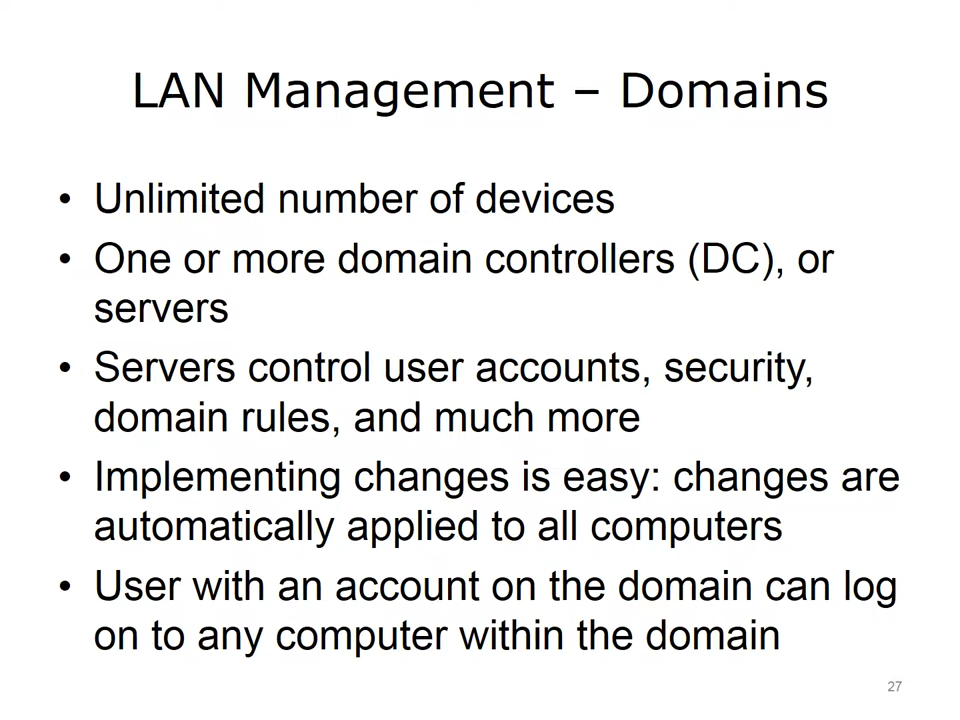 LAN Management – Domains
• Unlimited number of devices
• One or more domain controllers (DC), or
servers
• Servers control user accounts, security,
domain rules, and much more
• Implementing changes is easy: changes are
automatically applied to all computers
• User with an account on the domain can log
on to any computer within the domain
27